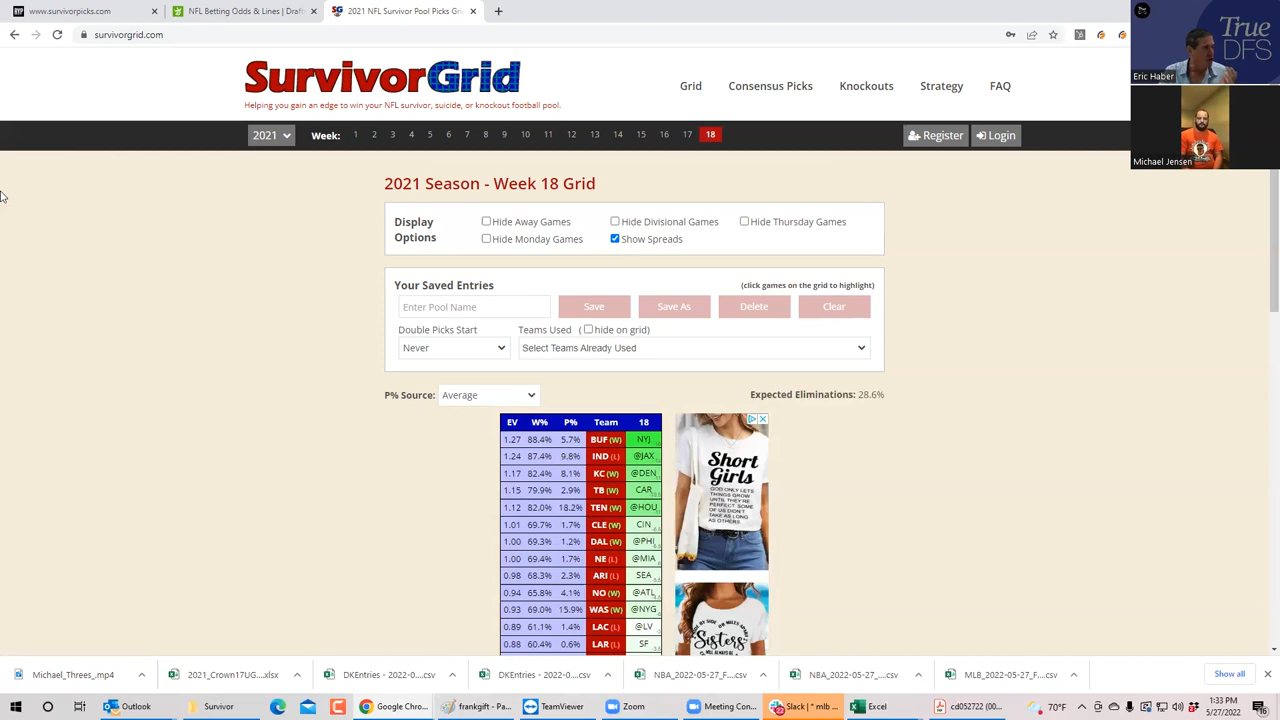 www.survivorpicks.com
NFL Betting Odds & Lines | Draft
2021 NFL Survivor Pool Picks Gri
survivorgrid.com
SurvivorGrid
Helping you gain an edge to win your NFL survivor, suicide, or knockout football pool.
Grid Consensus Picks Knockouts Strategy FAQ
2021 Week: 1 2 3 4 5 6 7 8 9 10 11 12 13 14 15 16 17 18 Register Login
True DFS
Eric Haber
Michael Jensen
2021 Season - Week 18 Grid
Display Options
Hide Away Games Hide Divisional Games Hide Thursday Games
Hide Monday Games Show Spreads
Your Saved Entries (click games on the grid to highlight)
Enter Pool Name Save Save As Delete Clear
Double Picks Start Teams Used ( hide on grid)
Never Select Teams Already Used
P% Source: Average Expected Eliminations: 28.6%
EV W% P% Team 18
1.27 88.4% 5.7% BUF (W) NYJ
1.24 87.4% 9.8% IND (L) @JAX
1.17 82.4% 8.1% KC (W) @DEN
1.15 79.9% 2.9% TB (W) CAR
1.12 82.0% 18.2% TEN (W) @HOU
1.01 69.7% 1.7% CLE (W) CIN
1.00 69.3% 1.2% DAL (W) @PHI
1.00 69.4% 1.7% NE (L) @MIA
0.98 68.3% 2.3% ARI (L) SEA
0.94 65.8% 4.1% NO (W) @ATL
0.93 69.0% 15.9% WAS (W) @NYG
0.89 61.1% 1.4% LAC (L) @LV
0.88 60.4% 0.6% LAR (L) SF
Short Girls
GOD ONLY LETS
THINGS GROW
UNTIL THEY'RE
PERFECT. SOME
OF US DIDN'T
TAKE AS LONG
AS OTHERS.
Sisters
Michael_Threes_.mp4
2021_Crown17UG....xlsx
DKEntries - 2022-0....csv
DKEntries - 2022-0....csv
NBA_2022-05-27_F....csv
NBA_2022-05-27_....csv
MLB_2022-05-27_F....csv
Show all
Outlook Survivor Google Chro... frankgift - Pa... TeamViewer Zoom Meeting Con... Slack | * mlb ... Excel cd052722 (00... 70°F
1:33 PM
5/27/2022